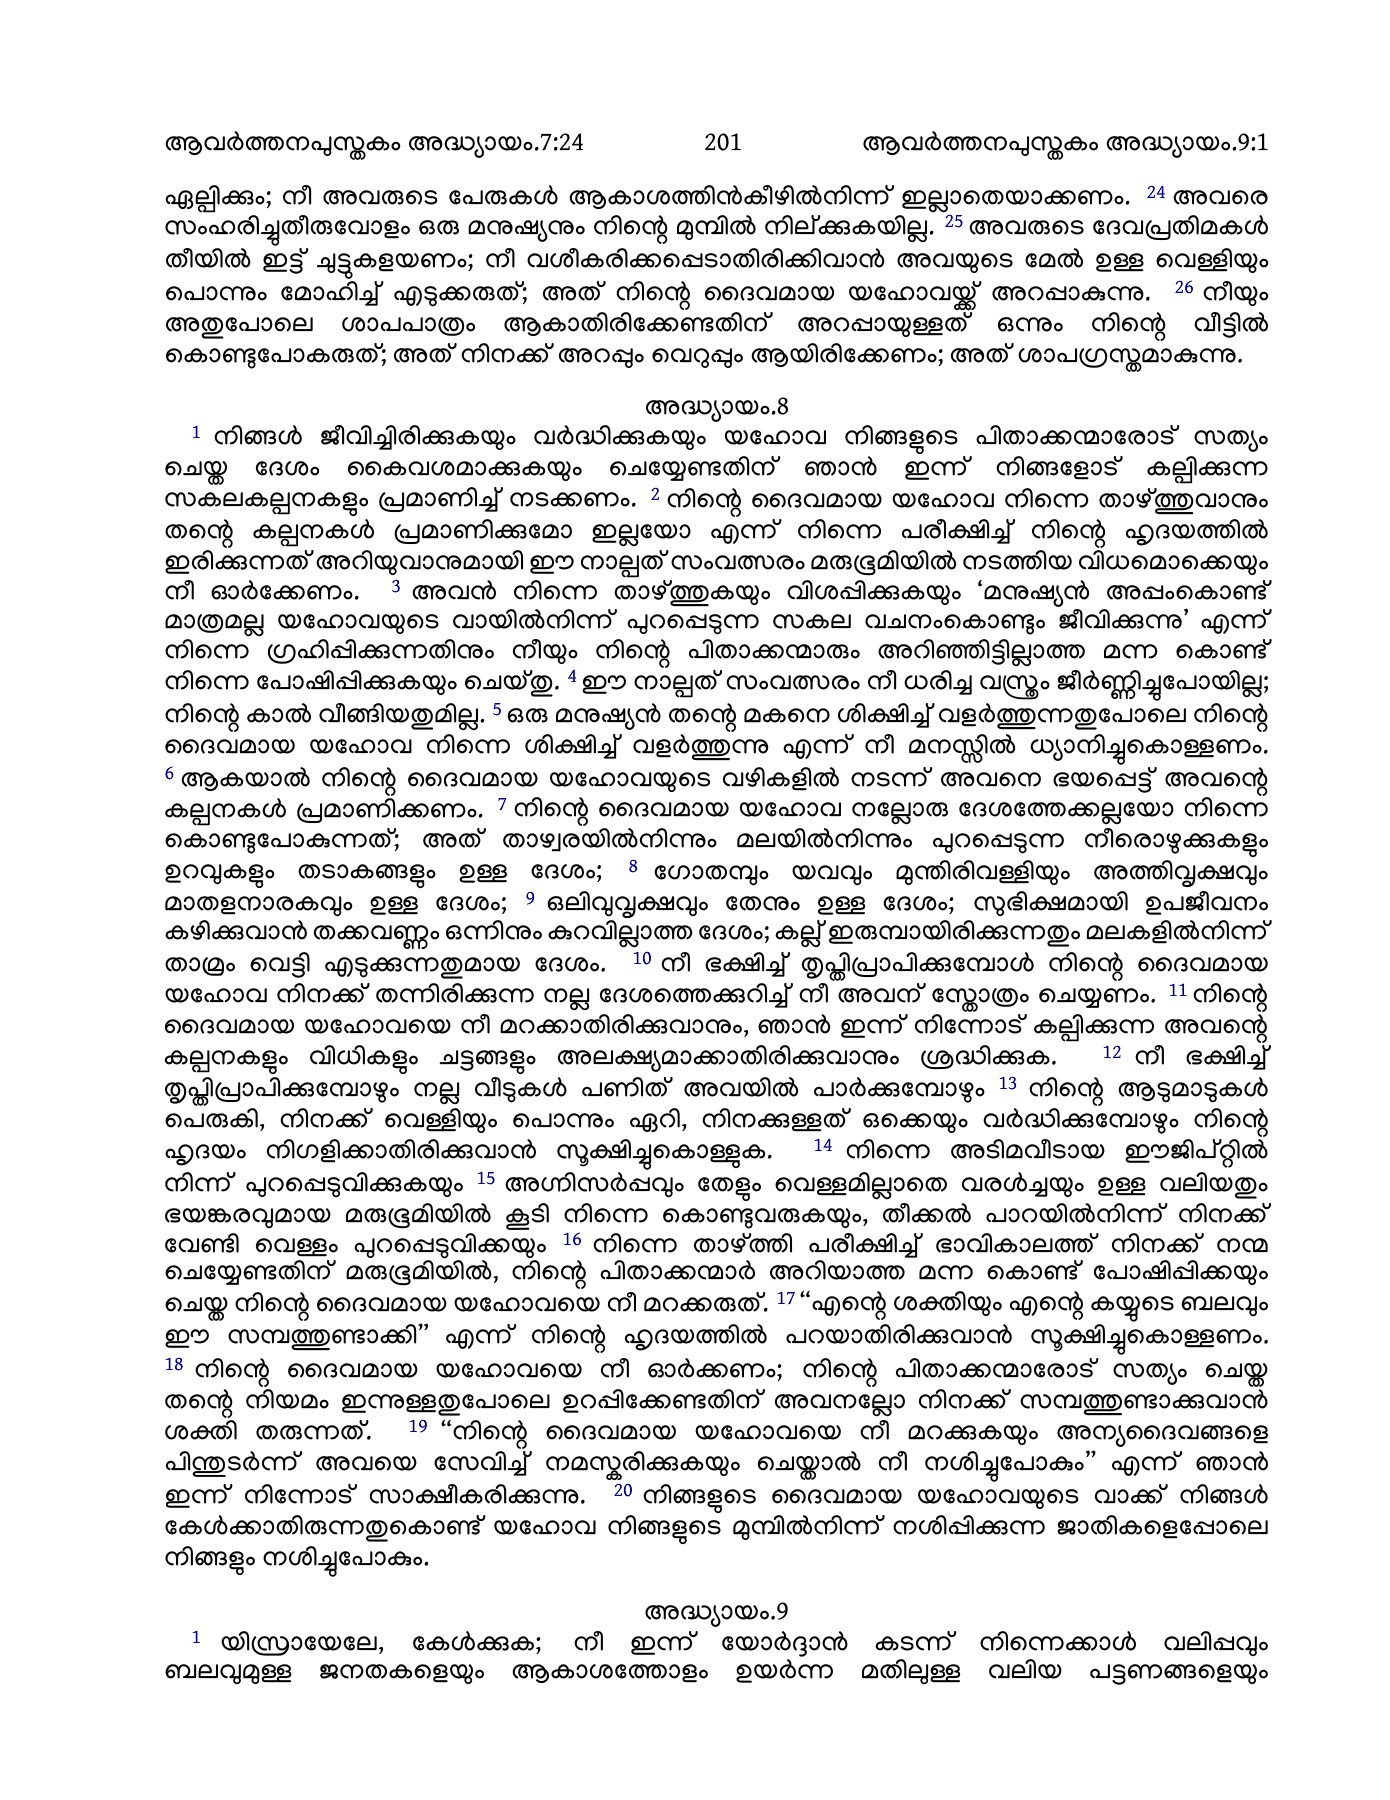 ആവർത്തനപുസ്തകം അദ്ധ്യായം.7:24 201 ആവർത്തനപുസ്തകം അദ്ധ്യായം.9:1
ഏല്പിക്കും; നീ അവരുടെ പേരുകൾ ആകാശത്തിൻകീഴിൽനിന്ന് ഇല്ലാതെയാക്കണം. 24 അവരെ
സംഹരിച്ചുതീരുവോളം ഒരു മനുഷ്യനും നിന്റെ മുമ്പിൽ നില്ക്കുകയില്ല. 25 അവരുടെ ദേവപ്രതിമകൾ
തീയിൽ ഇട്ട് ചുട്ടുകളയണം; നീ വശീകരിക്കപ്പെടാതിരിക്കിവാൻ അവയുടെ മേൽ ഉള്ള വെള്ളിയും
പൊന്നും മോഹിച്ച് എടുക്കരുത്; അത് നിന്റെ ദൈവമായ യഹോവയ്ക്ക് അറപ്പാകുന്നു. 26 നീയും
അതുപോലെ ശാപപാത്രം ആകാതിരിക്കേണ്ടതിന് അറപ്പായുള്ളത് ഒന്നും നിന്റെ വീട്ടിൽ
കൊണ്ടുപോകരുത്; അത് നിനക്ക് അറപ്പും വെറുപ്പും ആയിരിക്കേണം; അത് ശാപഗ്രസ്തമാകുന്നു.
അദ്ധ്യായം.8
1 നിങ്ങൾ ജീവിച്ചിരിക്കുകയും വർദ്ധിക്കുകയും യഹോവ നിങ്ങളുടെ പിതാക്കന്മാരോട് സത്യം
ചെയ്ത ദേശം കൈവശമാക്കുകയും ചെയ്യേണ്ടതിന് ഞാൻ ഇന്ന് നിങ്ങളോട് കല്പിക്കുന്ന
സകലകല്പനകളും പ്രമാണിച്ച് നടക്കണം. 2 നിന്റെ ദൈവമായ യഹോവ നിന്നെ താഴ്ത്തുവാനും
തന്റെ കല്പനകൾ പ്രമാണിക്കുമോ ഇല്ലയോ എന്ന് നിന്നെ പരീക്ഷിച്ച് നിന്റെ ഹൃദയത്തിൽ
ഇരിക്കുന്നത് അറിയുവാനുമായി ഈ നാല്പത് സംവത്സരം മരുഭൂമിയിൽ നടത്തിയ വിധമൊക്കെയും
നീ ഓർക്കേണം. 3 അവൻ നിന്നെ താഴ്ത്തുകയും വിശപ്പിക്കുകയും ‘മനുഷ്യൻ അപ്പംകൊണ്ട്
മാത്രമല്ല യഹോവയുടെ വായിൽനിന്ന് പുറപ്പെടുന്ന സകല വചനംകൊണ്ടും ജീവിക്കുന്നു’ എന്ന്
നിന്നെ ഗ്രഹിപ്പിക്കുന്നതിനും നീയും നിന്റെ പിതാക്കന്മാരും അറിഞ്ഞിട്ടില്ലാത്ത മന്ന കൊണ്ട്
നിന്നെ പോഷിപ്പിക്കുകയും ചെയ്തു. 4 ഈ നാല്പത് സംവത്സരം നീ ധരിച്ച വസ്ത്രം ജീർണ്ണിച്ചുപോയില്ല;
നിന്റെ കാൽ വീങ്ങിയതുമില്ല. 5 ഒരു മനുഷ്യൻ തന്റെ മകനെ ശിക്ഷിച്ച് വളർത്തുന്നതുപോലെ നിന്റെ
ദൈവമായ യഹോവ നിന്നെ ശിക്ഷിച്ച് വളർത്തുന്നു എന്ന് നീ മനസ്സിൽ ധ്യാനിച്ചുകൊള്ളണം.
6 ആകയാൽ നിന്റെ ദൈവമായ യഹോവയുടെ വഴികളിൽ നടന്ന് അവനെ ഭയപ്പെട്ട് അവന്റെ
കല്പനകൾ പ്രമാണിക്കണം. 7 നിന്റെ ദൈവമായ യഹോവ നല്ലോരു ദേശത്തേക്കല്ലയോ നിന്നെ
കൊണ്ടുപോകുന്നത്; അത് താഴ്വരയിൽനിന്നും മലയിൽനിന്നും പുറപ്പെടുന്ന നീരൊഴുക്കുകളും
ഉറവുകളും തടാകങ്ങളും ഉള്ള ദേശം; 8 ഗോതമ്പും യവവും മുന്തിരിവള്ളിയും അത്തിവൃക്ഷവും
മാതളനാരകവും ഉള്ള ദേശം; 9 ഒലിവുവൃക്ഷവും തേനും ഉള്ള ദേശം; സുഭിക്ഷമായി ഉപജീവനം
കഴിക്കുവാൻ തക്കവണ്ണം ഒന്നിനും കുറവില്ലാത്ത ദേശം; കല്ല് ഇരുമ്പായിരിക്കുന്നതും മലകളിൽനിന്ന്
താമ്രം വെട്ടി എടുക്കുന്നതുമായ ദേശം. 10 നീ ഭക്ഷിച്ച് തൃപ്തിപ്രാപിക്കുമ്പോൾ നിന്റെ ദൈവമായ
യഹോവ നിനക്ക് തന്നിരിക്കുന്ന നല്ല ദേശത്തെക്കുറിച്ച് നീ അവന് സ്തോത്രം ചെയ്യണം. 11 നിന്റെ
ദൈവമായ യഹോവയെ നീ മറക്കാതിരിക്കുവാനും, ഞാൻ ഇന്ന് നിന്നോട് കല്പിക്കുന്ന അവന്റെ
കല്പനകളും വിധികളും ചട്ടങ്ങളും അലക്ഷ്യമാക്കാതിരിക്കുവാനും ശ്രദ്ധിക്കുക. 12 നീ ഭക്ഷിച്ച്
തൃപ്തിപ്രാപിക്കുമ്പോഴും നല്ല വീടുകൾ പണിത് അവയിൽ പാർക്കുമ്പോഴും 13 നിന്റെ ആടുമാടുകൾ
പെരുകി, നിനക്ക് വെള്ളിയും പൊന്നും ഏറി, നിനക്കുള്ളത് ഒക്കെയും വർദ്ധിക്കുമ്പോഴും നിന്റെ
ഹൃദയം നിഗളിക്കാതിരിക്കുവാൻ സൂക്ഷിച്ചുകൊള്ളുക. 14 നിന്നെ അടിമവീടായ ഈജിപ്റ്റിൽ
നിന്ന് പുറപ്പെടുവിക്കുകയും 15 അഗ്നിസർപ്പവും തേളും വെള്ളമില്ലാതെ വരൾച്ചയും ഉള്ള വലിയതും
ഭയങ്കരവുമായ മരുഭൂമിയിൽ കൂടി നിന്നെ കൊണ്ടുവരുകയും, തീക്കൽ പാറയിൽനിന്ന് നിനക്ക്
വേണ്ടി വെള്ളം പുറപ്പെടുവിക്കയും 16 നിന്നെ താഴ്ത്തി പരീക്ഷിച്ച് ഭാവികാലത്ത് നിനക്ക് നന്മ
ചെയ്യേണ്ടതിന് മരുഭൂമിയിൽ, നിന്റെ പിതാക്കന്മാർ അറിയാത്ത മന്ന കൊണ്ട് പോഷിപ്പിക്കയും
ചെയ്ത നിന്റെ ദൈവമായ യഹോവയെ നീ മറക്കരുത്. 17 “എന്റെ ശക്തിയും എന്റെ കയ്യുടെ ബലവും
ഈ സമ്പത്തുണ്ടാക്കി” എന്ന് നിന്റെ ഹൃദയത്തിൽ പറയാതിരിക്കുവാൻ സൂക്ഷിച്ചുകൊള്ളണം.
18 നിന്റെ ദൈവമായ യഹോവയെ നീ ഓർക്കണം; നിന്റെ പിതാക്കന്മാരോട് സത്യം ചെയ്ത
തന്റെ നിയമം ഇന്നുള്ളതുപോലെ ഉറപ്പിക്കേണ്ടതിന് അവനല്ലോ നിനക്ക് സമ്പത്തുണ്ടാക്കുവാൻ
ശക്തി തരുന്നത്. 19 “നിന്റെ ദൈവമായ യഹോവയെ നീ മറക്കുകയും അന്യദൈവങ്ങളെ
പിന്തുടർന്ന് അവയെ സേവിച്ച് നമസ്കരിക്കുകയും ചെയ്താൽ നീ നശിച്ചുപോകും” എന്ന് ഞാൻ
ഇന്ന് നിന്നോട് സാക്ഷീകരിക്കുന്നു. 20 നിങ്ങളുടെ ദൈവമായ യഹോവയുടെ വാക്ക് നിങ്ങൾ
കേൾക്കാതിരുന്നതുകൊണ്ട് യഹോവ നിങ്ങളുടെ മുമ്പിൽനിന്ന് നശിപ്പിക്കുന്ന ജാതികളെപ്പോലെ
നിങ്ങളും നശിച്ചുപോകും.
അദ്ധ്യായം.9
1 യിസ്രായേലേ, കേൾക്കുക; നീ ഇന്ന് യോർദ്ദാൻ കടന്ന് നിന്നെക്കാൾ വലിപ്പവും
ബലവുമുള്ള ജനതകളെയും ആകാശത്തോളം ഉയർന്ന മതിലുള്ള വലിയ പട്ടണങ്ങളെയും